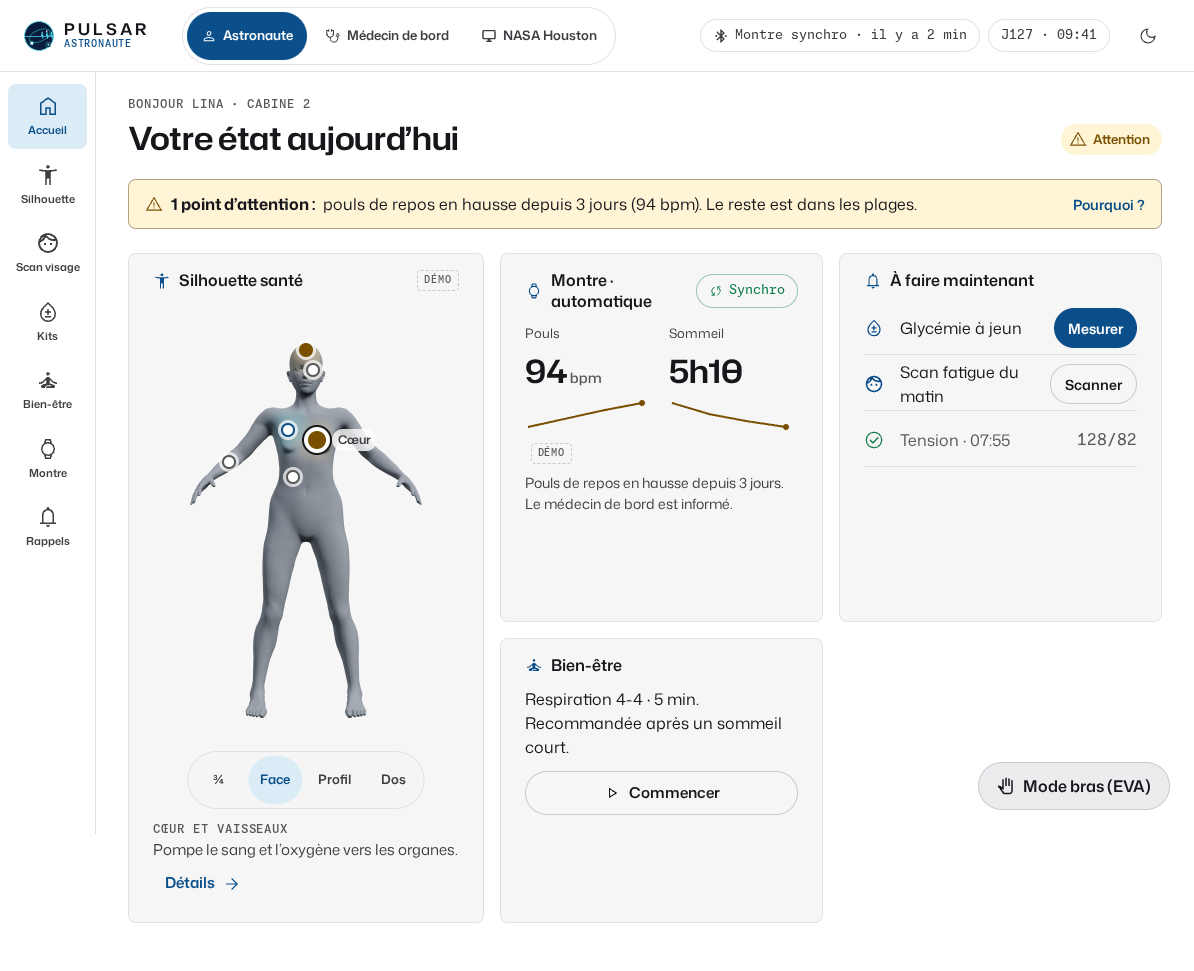 PULSAR
ASTRONAUTE
Astronaute
Médecin de bord
NASA Houston
Montre synchro · il y a 2 min
J127 · 09:41
Accueil
Silhouette
Scan visage
Kits
Bien-être
Montre
Rappels
BONJOUR LINA · CABINE 2
Votre état aujourd’hui
Attention
1 point d’attention : pouls de repos en hausse depuis 3 jours (94 bpm). Le reste est dans les plages.
Pourquoi ?
Silhouette santé
DÉMO
Cœur
¾
Face
Profil
Dos
CŒUR ET VAISSEAUX
Pompe le sang et l’oxygène vers les organes.
Détails
Montre ·
automatique
Synchro
Pouls
Sommeil
94 bpm
5h10
DÉMO
Pouls de repos en hausse depuis 3 jours.
Le médecin de bord est informé.
À faire maintenant
Glycémie à jeun
Mesurer
Scan fatigue du
matin
Scanner
Tension · 07:55
128/82
Bien-être
Respiration 4-4 · 5 min.
Recommandée après un sommeil
court.
Commencer
Mode bras (EVA)